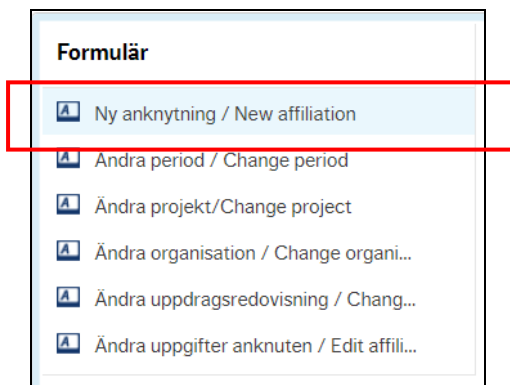 Formulär
Ny anknytning / New affiliation
Ändra period / Change period
Ändra projekt/Change project
Ändra organisation / Change organi...
Ändra uppdragsredovisning / Chang...
Ändra uppgifter anknuten / Edit affili...